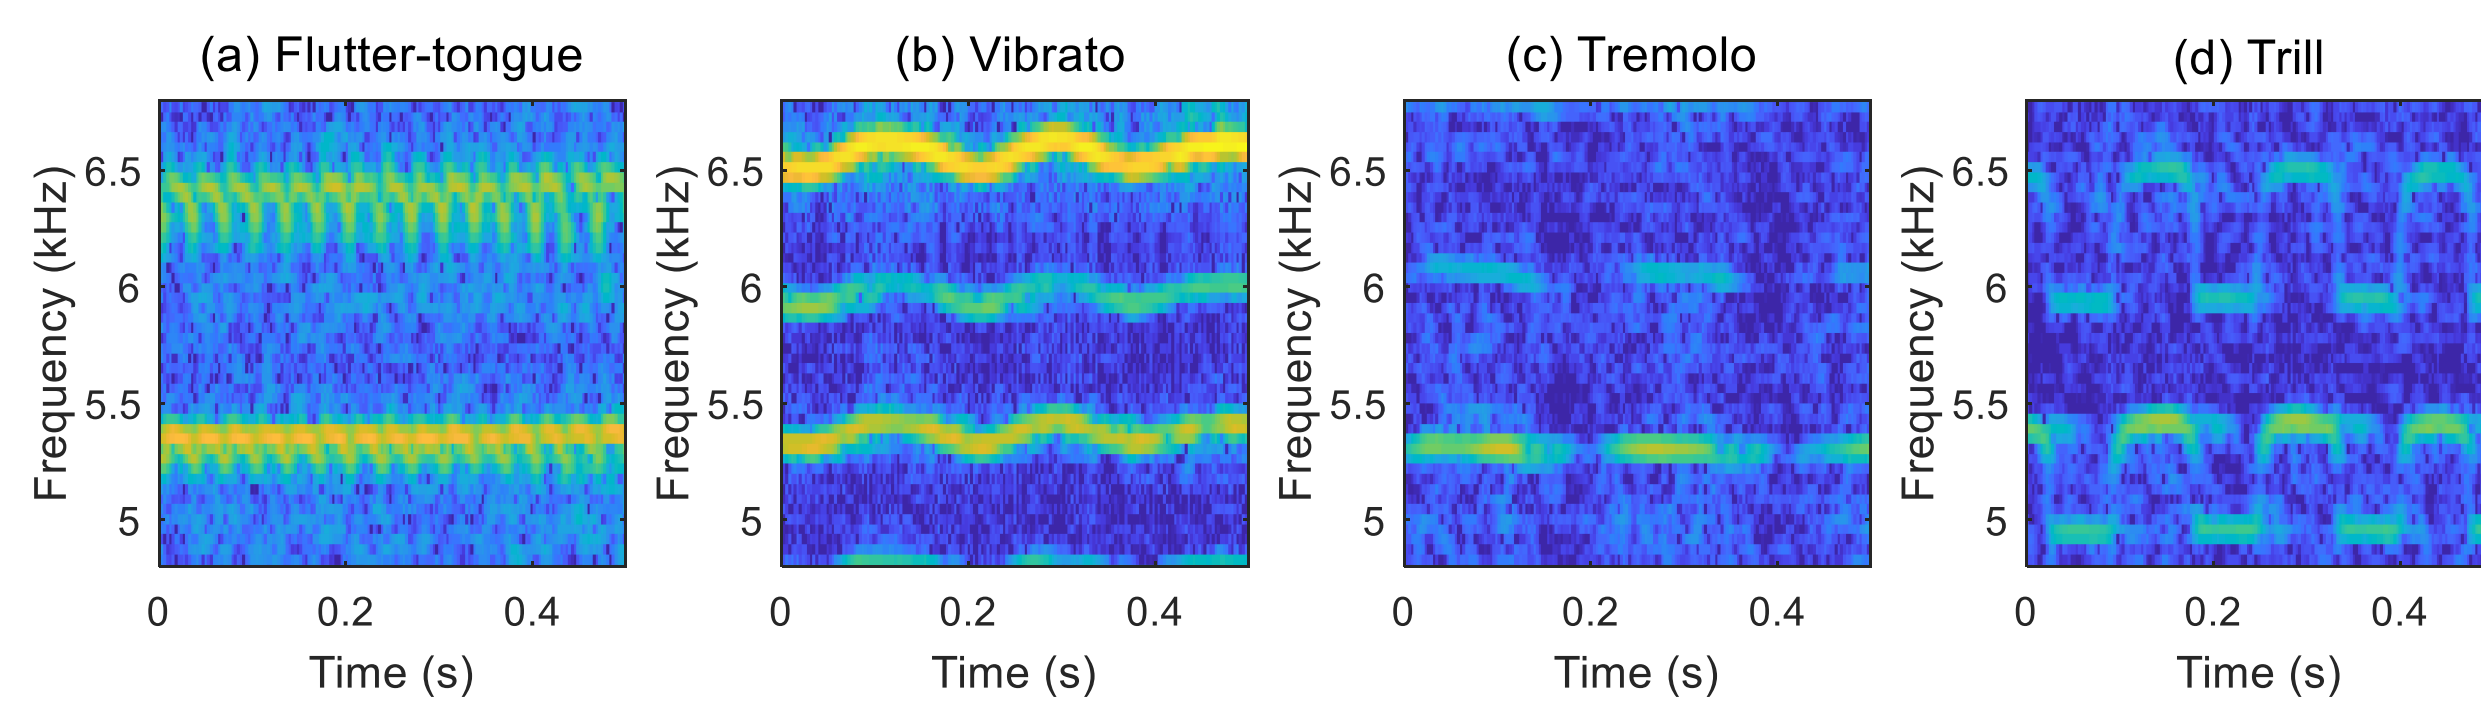 (a) Flutter-tongue
Frequency (kHz)
6.5
6
5.5
5
0 0.2 0.4
Time (s)
(b) Vibrato
Frequency (kHz)
6.5
6
5.5
5
0 0.2 0.4
Time (s)
(c) Tremolo
Frequency (kHz)
6.5
6
5.5
5
0 0.2 0.4
Time (s)
(d) Trill
Frequency (kHz)
6.5
6
5.5
5
0 0.2 0.4
Time (s)